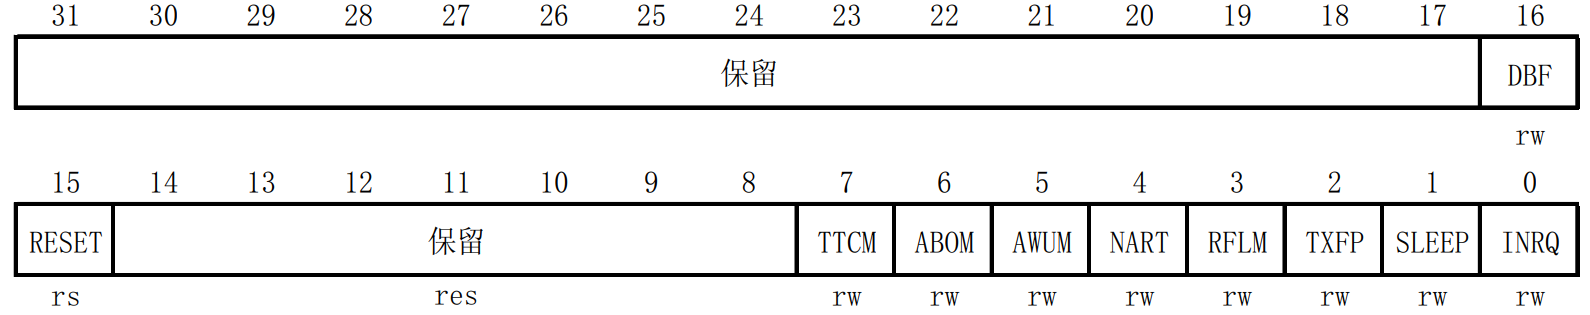 31 30 29 28 27 26 25 24 23 22 21 20 19 18 17 16
保留 DBF
rw
15 14 13 12 11 10 9 8 7 6 5 4 3 2 1 0
RESET 保留 TTCM ABOM AWUM NART RFLM TXFP SLEEP INRQ
rs res rw rw rw rw rw rw rw rw